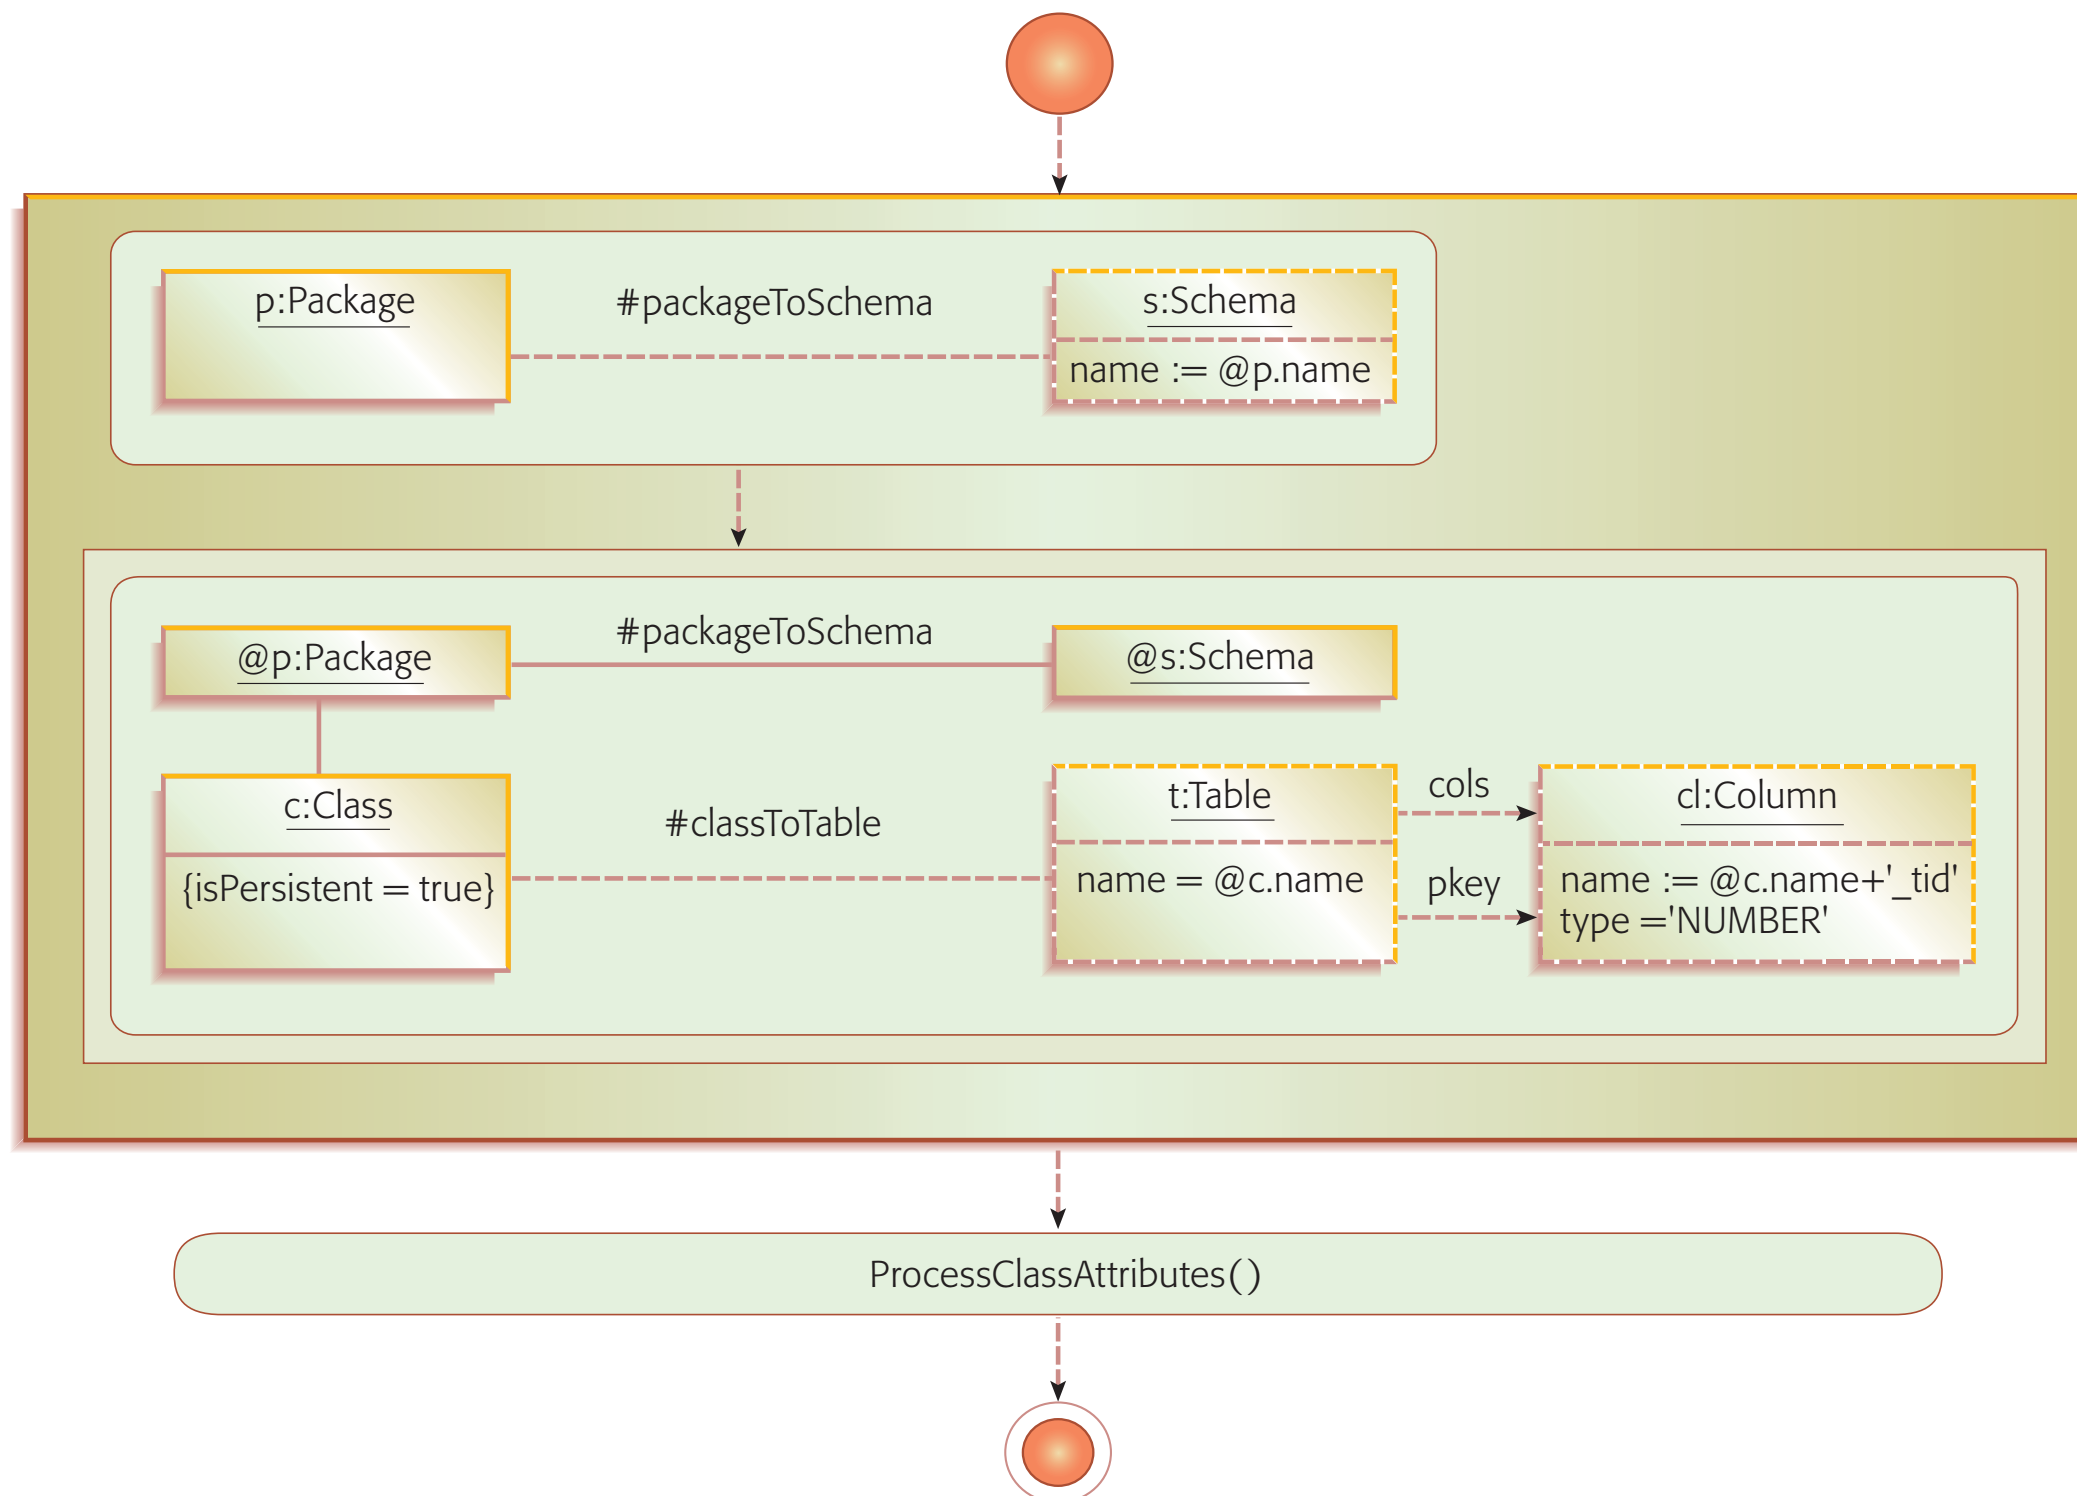 p:Package
#packageToSchema
s:Schema
name := @p.name
@p:Package
#packageToSchema
@s:Schema
c:Class
{isPersistent = true}
#classToTable
t:Table
name = @c.name
cols
pkey
cl:Column
name := @c.name+'_tid'
type ='NUMBER'
ProcessClassAttributes()